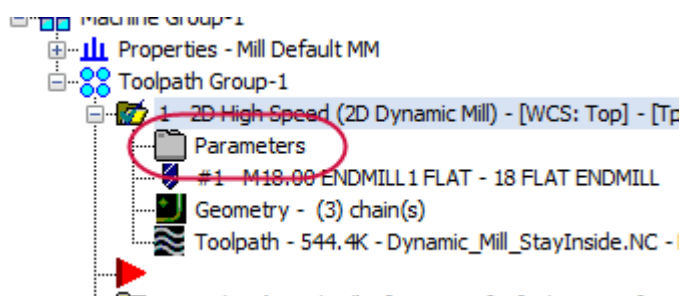 Machine Group-1
Properties - Mill Default MM
Toolpath Group-1
1 - 2D High Speed (2D Dynamic Mill) - [WCS: Top] - [Tp
Parameters
#1 - M18.00 ENDMILL1 FLAT - 18 FLAT ENDMILL
Geometry - (3) chain(s)
Toolpath - 544.4K - Dynamic_Mill_StayInside.NC -